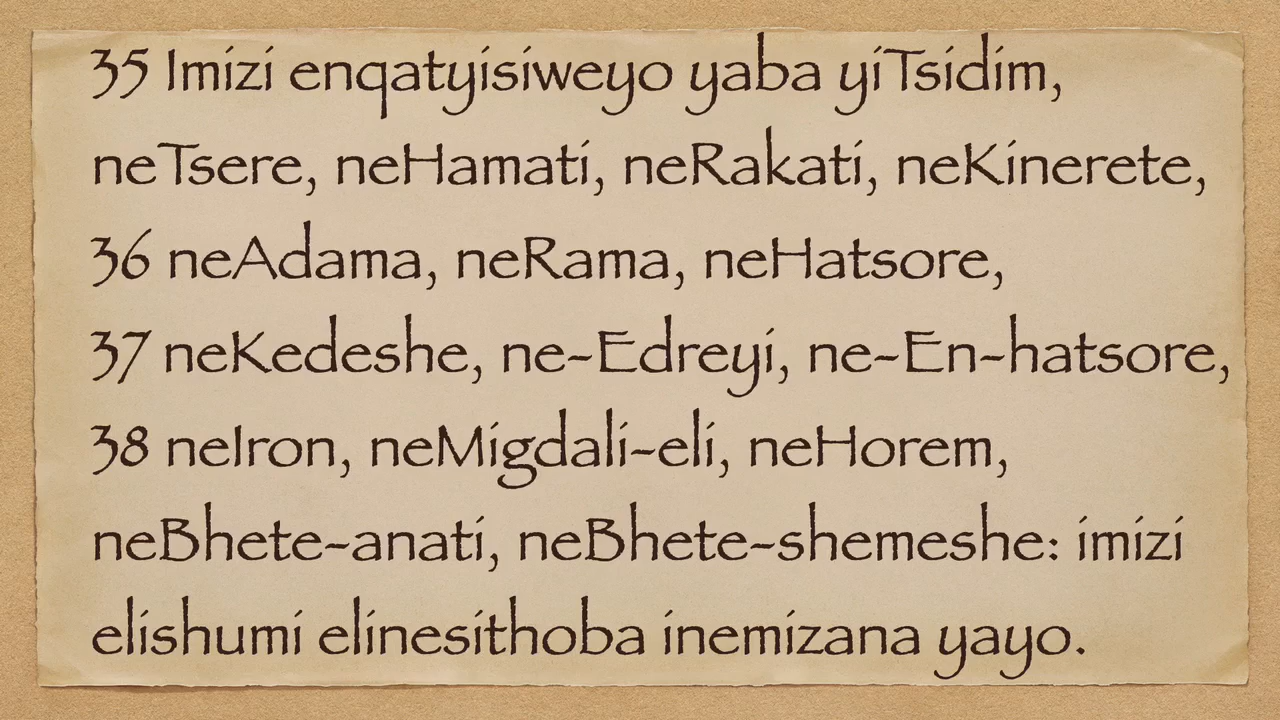 35 Imizi enqatyisiweyo yaba yiTsidim,
neTsere, neHamati, neRakati, neKinerete,
36 neAdama, neRama, neHatsore,
37 neKedeshe, ne-Edreyi, ne-En-hatsore,
38 neIron, neMigdali-eli, neHorem,
neBhete-anati, neBhete-shemeshe: imizi
elishumi elinesithoba inemizana yayo.